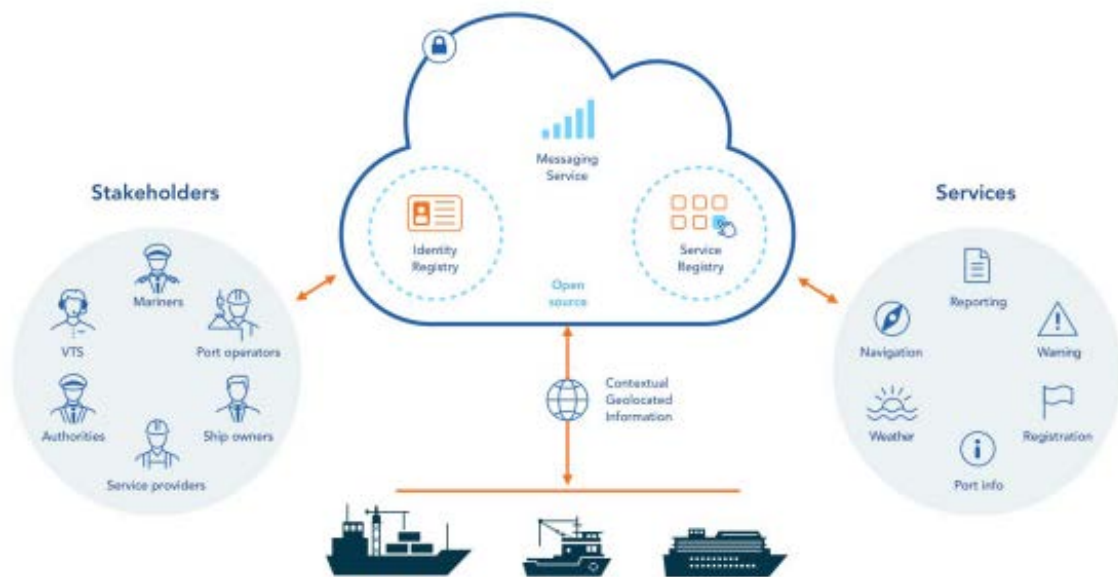 Messaging
Service
Stakeholders
Services
Identity
Registry
Service
Registry
Open
source
Mariners
VTS
Port operators
Authorities
Ship owners
Service providers
Reporting
Navigation
Warning
Weather
Registration
Port info
Contextual
Geolocated
Information